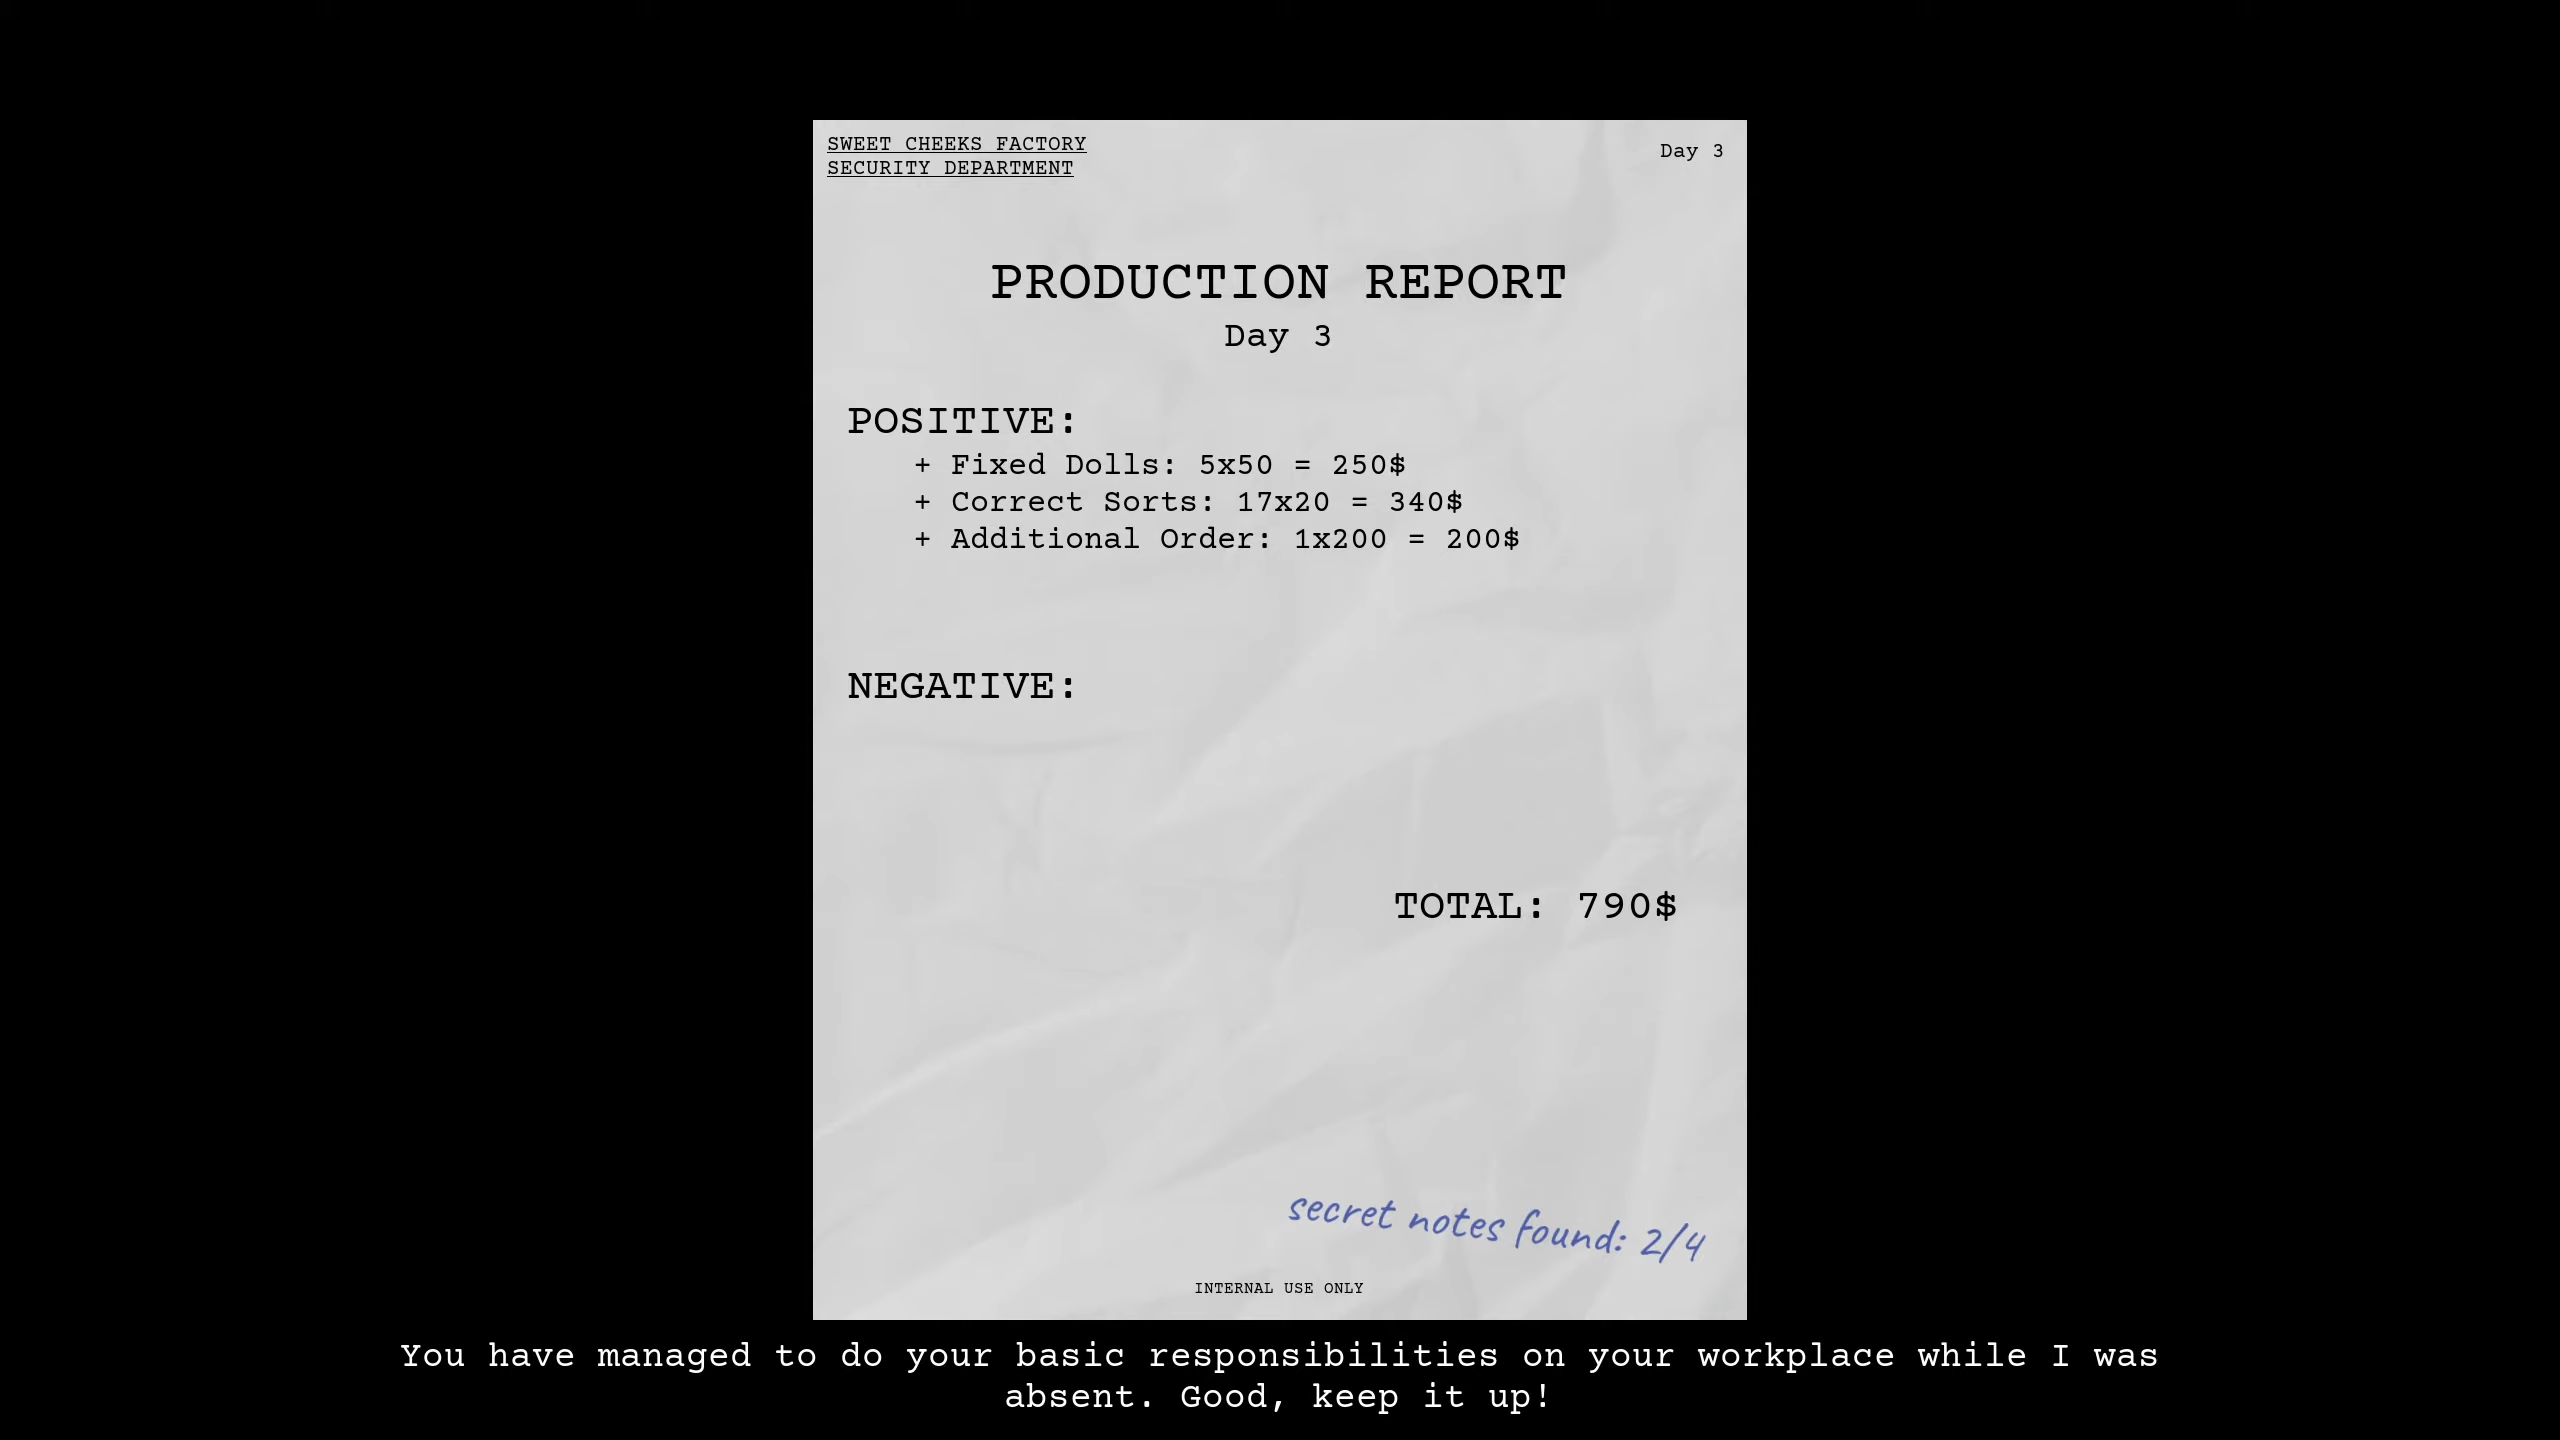 SWEET CHEEKS FACTORY
SECURITY DEPARTMENT
Day 3
PRODUCTION REPORT
Day 3
POSITIVE:
+ Fixed Dolls: 5x50 = 250$
+ Correct Sorts: 17x20 = 340$
+ Additional Order: 1x200 = 200$
NEGATIVE:
TOTAL: 790$
secret notes found: 2/4
INTERNAL USE ONLY
You have managed to do your basic responsibilities on your workplace while I was
absent. Good, keep it up!